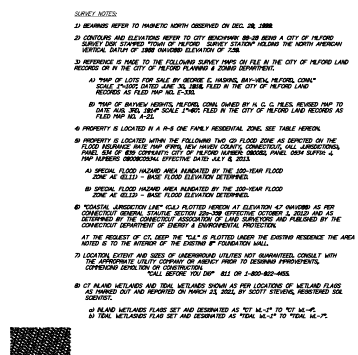 SURVEY NOTES:
1) BEARINGS REFER TO MAGNETIC NORTH OBSERVED ON DEC. 29, 1988.
2) CONTOURS AND ELEVATIONS REFER TO CITY BENCHMARK BEING A CITY OF MILFORD
SURVEY DISK STAMPED "TOWN OF MILFORD SURVEY STATION" HOLDING THE NORTH AMERICAN
VERTICAL DATUM OF 1988 (NAVD88) ELEVATION OF
3) REFERENCE IS MADE TO THE FOLLOWING SURVEY MAPS ON FILE IN THE CITY OF MILFORD LAND
RECORDS OR IN THE CITY OF MILFORD PLANNING & ZONING DEPARTMENT.
A) "MAP OF LOTS FOR SALE BY GEORGE E. HAWKINS, BAY-VIEW, MILFORD, CONN."
SCALE 1"=100', DATED JUNE 30, FILED IN THE CITY OF MILFORD LAND
RECORDS AS FILED MAP NO. E-330.
B) "MAP OF BAYVIEW HEIGHTS, MILFORD, CONN. OWNED BY H. C. C. MILES. REVISED MAP TO
DATE AUG. 3RD, SCALE 1"=60'. FILED IN THE CITY OF MILFORD LAND RECORDS AS
FILED MAP NO. A-21.
4) PROPERTY IS LOCATED IN A R-5 ONE FAMILY RESIDENTIAL ZONE. SEE TABLE HEREON.
5) PROPERTY IS LOCATED WITHIN THE FOLLOWING TWO (2) FLOOD ZONE AS DEPICTED ON THE
FLOOD INSURANCE RATE MAP (FIRM), NEW HAVEN COUNTY, CONNECTICUT, (ALL JURISDICTIONS),
PANEL 534 OF 635 COMMUNITY: CITY OF MILFORD NUMBER: 090082, PANEL 0534 SUFFIX: J,
MAP NUMBER: 09009C0534J, EFFECTIVE DATE: JULY 8, 2013.
A) SPECIAL FLOOD HAZARD AREA INUNDATED BY THE 100-YEAR FLOOD
ZONE AE (EL11) - BASE FLOOD ELEVATION DETERMINED.
B) SPECIAL FLOOD HAZARD AREA INUNDATED BY THE 100-YEAR FLOOD
ZONE AE (EL12) - BASE FLOOD ELEVATION DETERMINED.
6) "COASTAL JURISDICTION LINE" (CJL) PLOTTED HEREON AT ELEVATION 4.7 (NAVD88) AS PER
CONNECTICUT GENERAL STATUTE SECTION 22a-359 (EFFECTIVE OCTOBER 1, 2012) AND AS
DETERMINED BY THE CONNECTICUT ASSOCIATION OF LAND SURVEYORS AND PUBLISHED BY THE
CONNECTICUT DEPARTMENT OF ENERGY & ENVIRONMENTAL PROTECTION.
AT THE REQUEST OF CT. DEEP THE "CJL" IS PLOTTED UNDER THE EXISTING RESIDENCE THE AREA
NOTED IS TO THE INTERIOR OF THE EXISTING 8" FOUNDATION WALL.
7) LOCATION, EXTENT AND SIZES OF UNDERGROUND UTILITIES NOT GUARANTEED. CONSULT WITH
THE APPROPRIATE UTILITY COMPANY OR AGENCY PRIOR TO DESIGNING IMPROVEMENTS,
COMMENCING DEMOLITION OR CONSTRUCTION.
"CALL BEFORE YOU DIG" 811 OR 1-800-922-4455.
8) CT INLAND WETLANDS AND TIDAL WETLANDS SHOWN AS PER LOCATIONS OF WETLAND FLAGS
AS MARKED OUT AND REPORTED ON MARCH 23, 2021, BY SCOTT STEVENS, REGISTERED SOIL
SCIENTIST.
a) INLAND WETLANDS FLAGS SET AND DESIGNATED AS "CT WL-1" TO "CT WL-4".
b) TIDAL WETLANDS FLAGS SET AND DESIGNATED AS "TIDAL WL-1" TO "TIDAL WL-7".